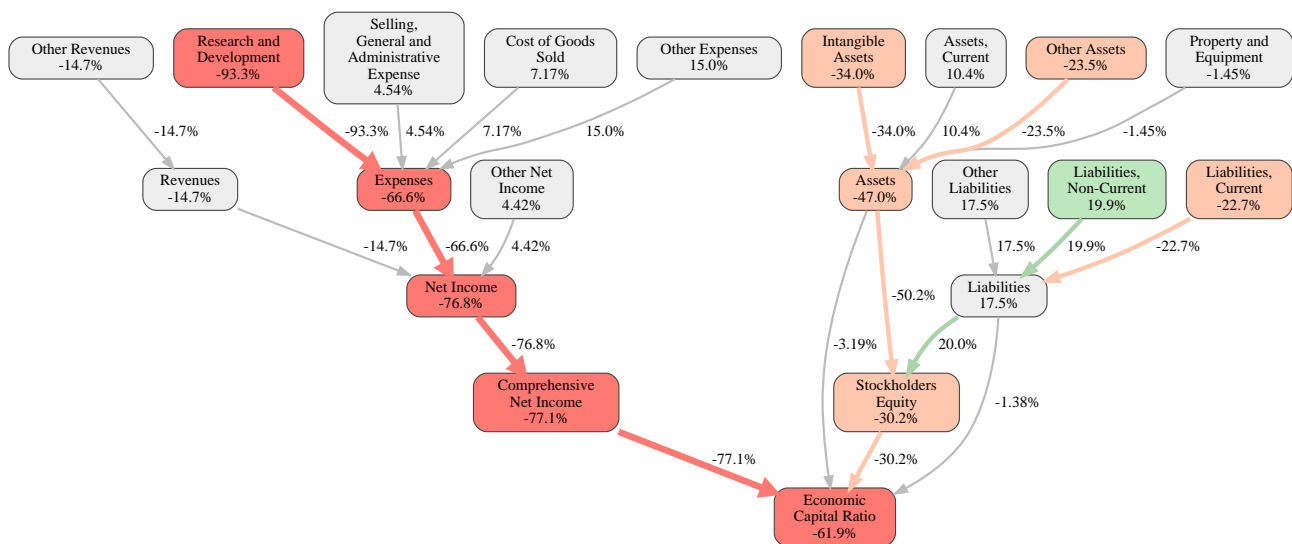 Other Revenues
-14.7%
Research and
Development
-93.3%
Selling,
General and
Administrative
Expense
4.54%
Cost of Goods
Sold
7.17%
Other Expenses
15.0%
Intangible
Assets
-34.0%
Assets,
Current
10.4%
Other Assets
-23.5%
Property and
Equipment
-1.45%
-14.7%
-93.3%
4.54%
7.17%
15.0%
-34.0%
10.4%
-23.5%
-1.45%
Revenues
-14.7%
Expenses
-66.6%
Other Net
Income
4.42%
Assets
-47.0%
Other
Liabilities
17.5%
Liabilities,
Non-Current
19.9%
Liabilities,
Current
-22.7%
-14.7%
-66.6%
4.42%
17.5%
19.9%
-22.7%
Net Income
-76.8%
-50.2%
Liabilities
17.5%
-76.8%
-3.19%
20.0%
Comprehensive
Net Income
-77.1%
Stockholders
Equity
-30.2%
-1.38%
-77.1%
-30.2%
Economic
Capital Ratio
-61.9%